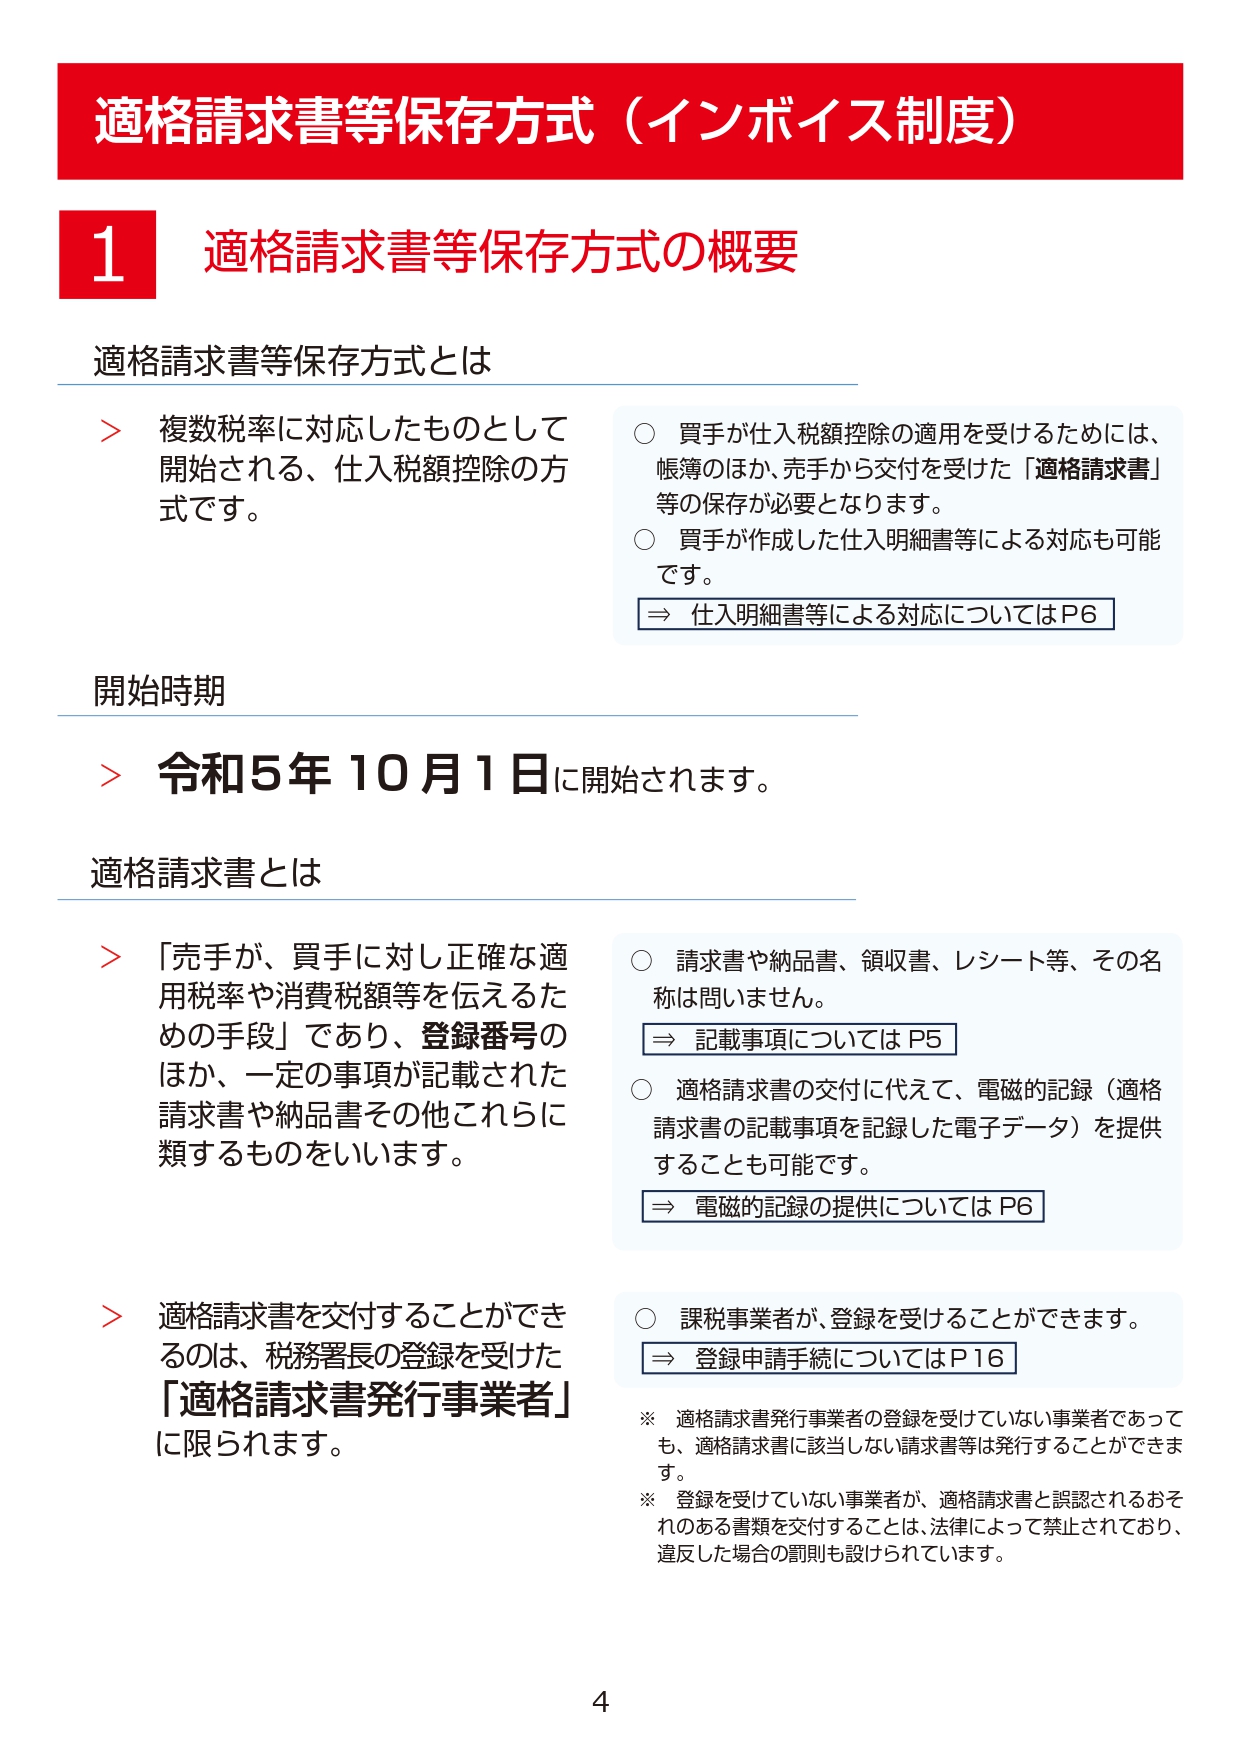 適格請求書等保存方式（インボイス制度）
1 適格請求書等保存方式の概要
適格請求書等保存方式とは
＞ 複数税率に対応したものとして
開始される、仕入税額控除の方
式です。
○ 買手が仕入税額控除の適用を受けるためには、
帳簿のほか、売手から交付を受けた「適格請求書」
等の保存が必要となります。
○ 買手が作成した仕入明細書等による対応も可能
です。
⇒ 仕入明細書等による対応についてはP6
開始時期
＞ 令和5年10月1日に開始されます。
適格請求書とは
＞ 「売手が、買手に対し正確な適
用税率や消費税額等を伝えるた
めの手段」であり、登録番号の
ほか、一定の事項が記載された
請求書や納品書その他これらに
類するものをいいます。
○ 請求書や納品書、領収書、レシート等、その名
称は問いません。
⇒ 記載事項については P5
○ 適格請求書の交付に代えて、電磁的記録（適格
請求書の記載事項を記録した電子データ）を提供
することも可能です。
⇒ 電磁的記録の提供については P6
＞ 適格請求書を交付することができ
るのは、税務署長の登録を受けた
「適格請求書発行事業者」
に限られます。
○ 課税事業者が、登録を受けることができます。
⇒ 登録申請手続についてはP16
※ 適格請求書発行事業者の登録を受けていない事業者であって
も、適格請求書に該当しない請求書等は発行することができま
す。
※ 登録を受けていない事業者が、適格請求書と誤認されるおそ
れのある書類を交付することは、法律によって禁止されており、
違反した場合の罰則も設けられています。
4